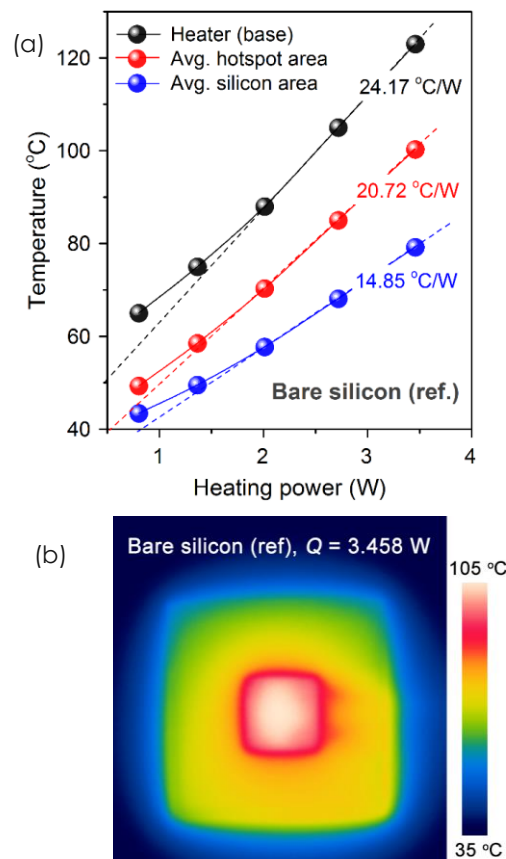 (a)
Heater (base)
Avg. hotspot area
Avg. silicon area
24.17 °C/W
20.72 °C/W
14.85 °C/W
Bare silicon (ref.)
Temperature (°C)
120
100
80
60
40
1
2
3
4
Heating power (W)
(b)
Bare silicon (ref), Q = 3.458 W
105 °C
35 °C